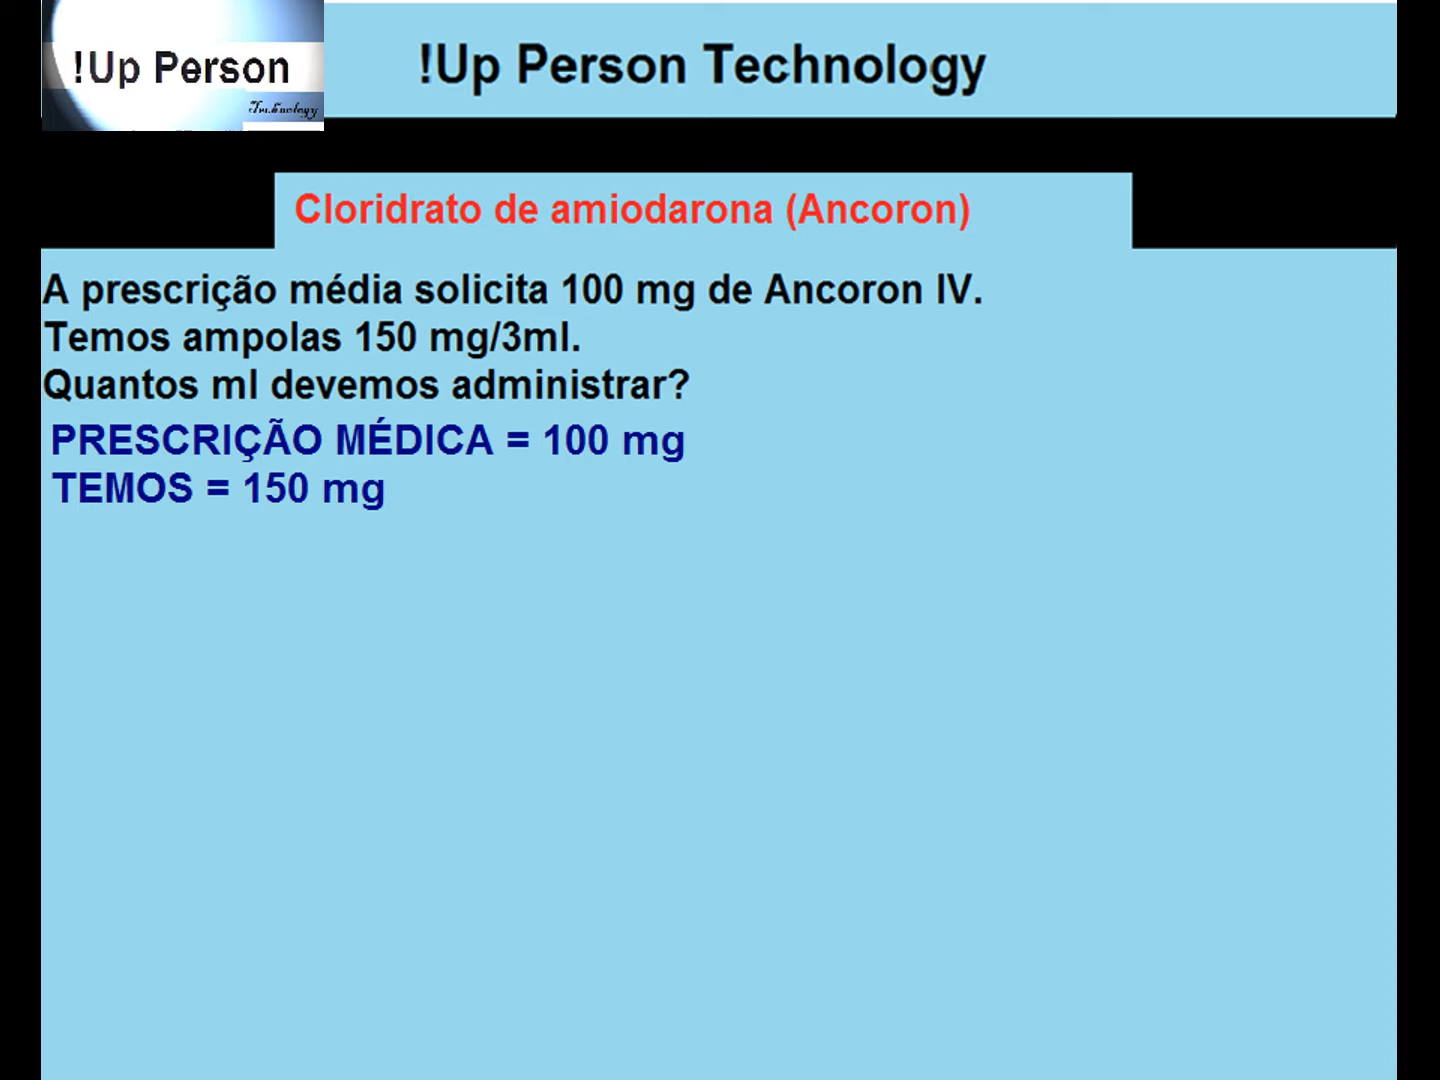 !Up Person
Technology
!Up Person Technology
Cloridrato de amiodarona (Ancoron)
A prescrição média solicita 100 mg de Ancoron IV.
Temos ampolas 150 mg/3ml.
Quantos ml devemos administrar?
PRESCRIÇÃO MÉDICA = 100 mg
TEMOS = 150 mg